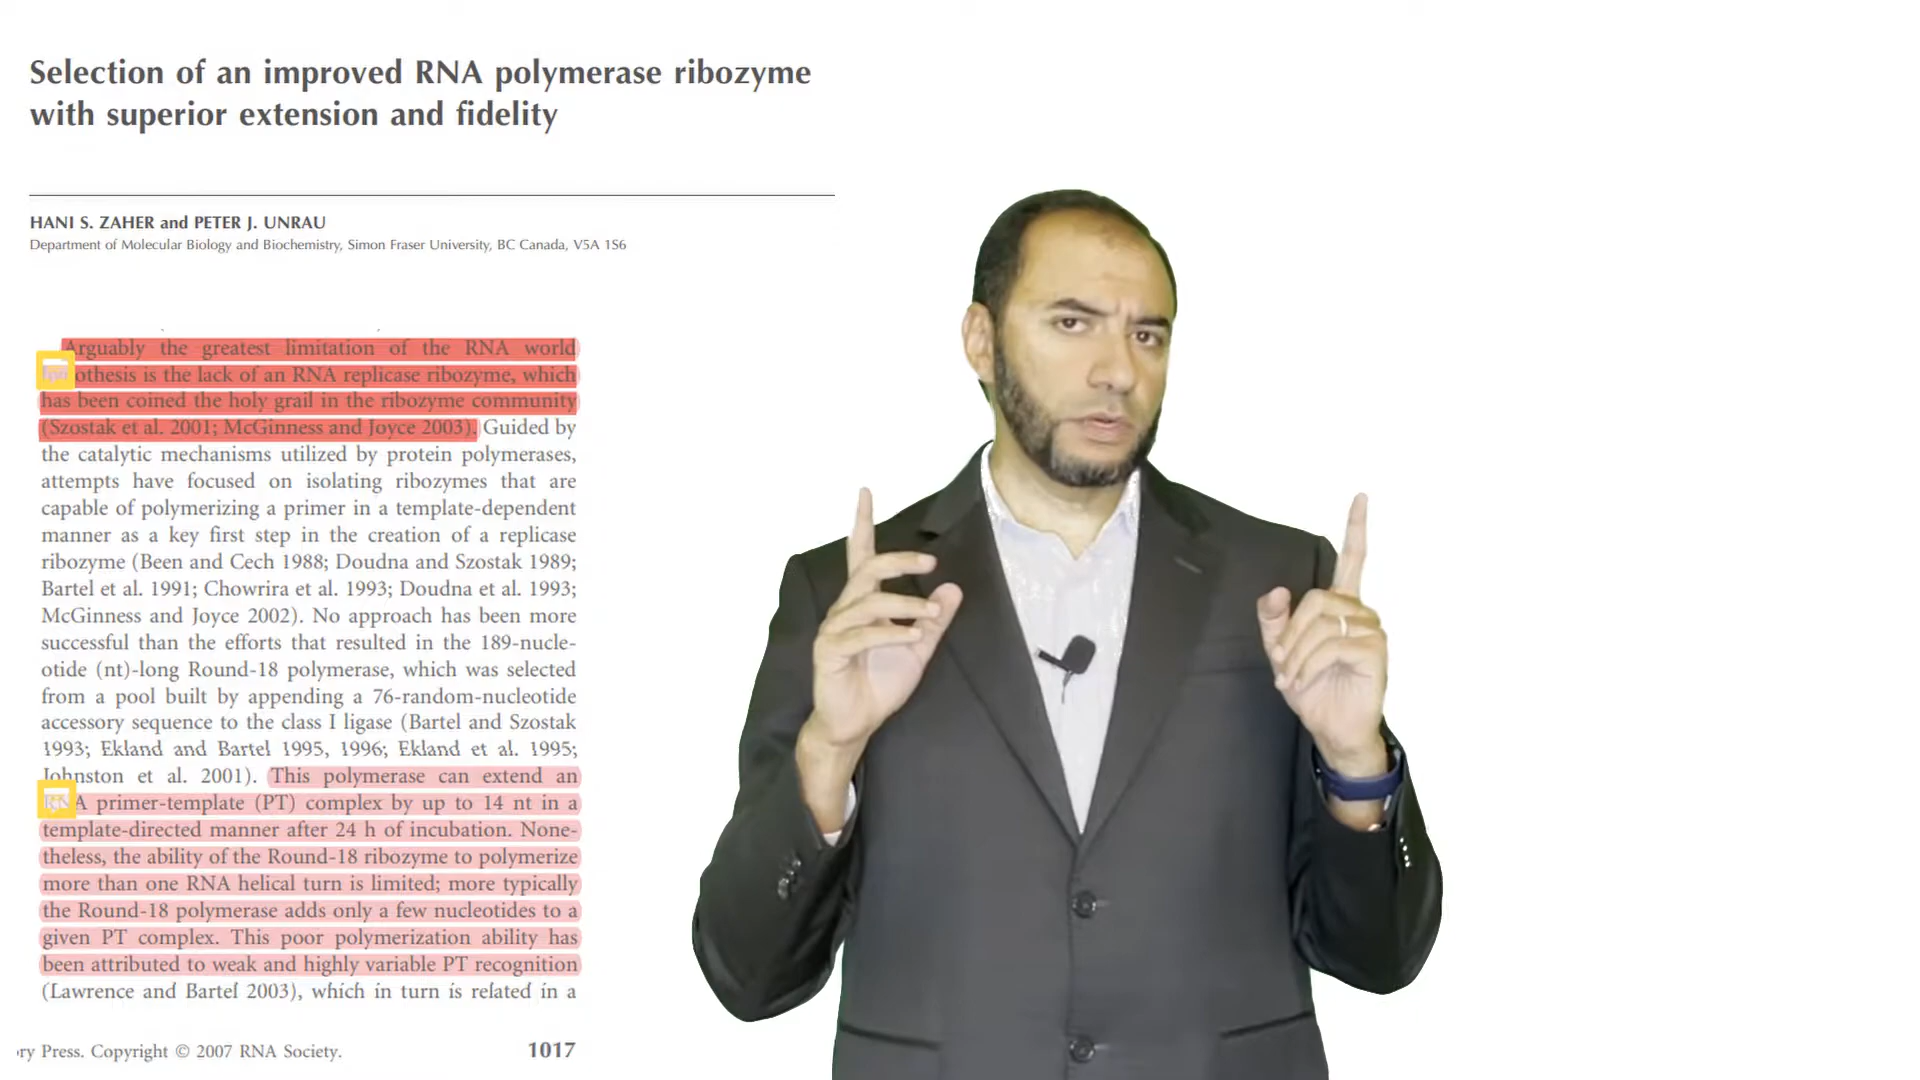 Selection of an improved RNA polymerase ribozyme
with superior extension and fidelity
HANI S. ZAHER and PETER J. UNRAU
Department of Molecular Biology and Biochemistry, Simon Fraser University, BC Canada, V5A 1S6
Arguably the greatest limitation of the RNA world
othesis is the lack of an RNA replicase ribozyme, which
has been coined the holy grail in the ribozyme community
(Szostak et al. 2001; McGinness and Joyce 2003). Guided by
the catalytic mechanisms utilized by protein polymerases,
attempts have focused on isolating ribozymes that are
capable of polymerizing a primer in a template-dependent
manner as a key first step in the creation of a replicase
ribozyme (Been and Cech 1988; Doudna and Szostak 1989;
Bartel et al. 1991; Chowrira et al. 1993; Doudna et al. 1993;
McGinness and Joyce 2002). No approach has been more
successful than the efforts that resulted in the 189-nucle-
otide (nt)-long Round-18 polymerase, which was selected
from a pool built by appending a 76-random-nucleotide
accessory sequence to the class I ligase (Bartel and Szostak
1993; Ekland and Bartel 1995, 1996; Ekland et al. 1995;
Johnston et al. 2001). This polymerase can extend an
RNA primer-template (PT) complex by up to 14 nt in a
template-directed manner after 24 h of incubation. None-
theless, the ability of the Round-18 ribozyme to polymerize
more than one RNA helical turn is limited; more typically
the Round-18 polymerase adds only a few nucleotides to a
given PT complex. This poor polymerization ability has
been attributed to weak and highly variable PT recognition
(Lawrence and Bartel 2003), which in turn is related in a
ry Press. Copyright © 2007 RNA Society.
1017